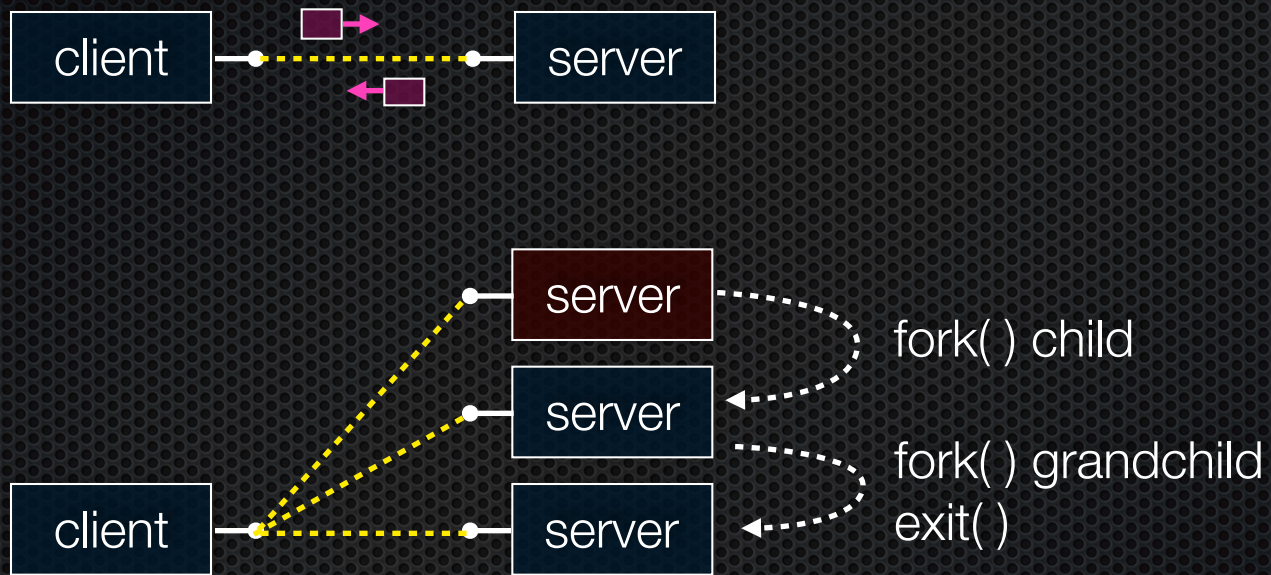 client
server
server
fork( ) child
server
fork( ) grandchild
exit( )
client
server